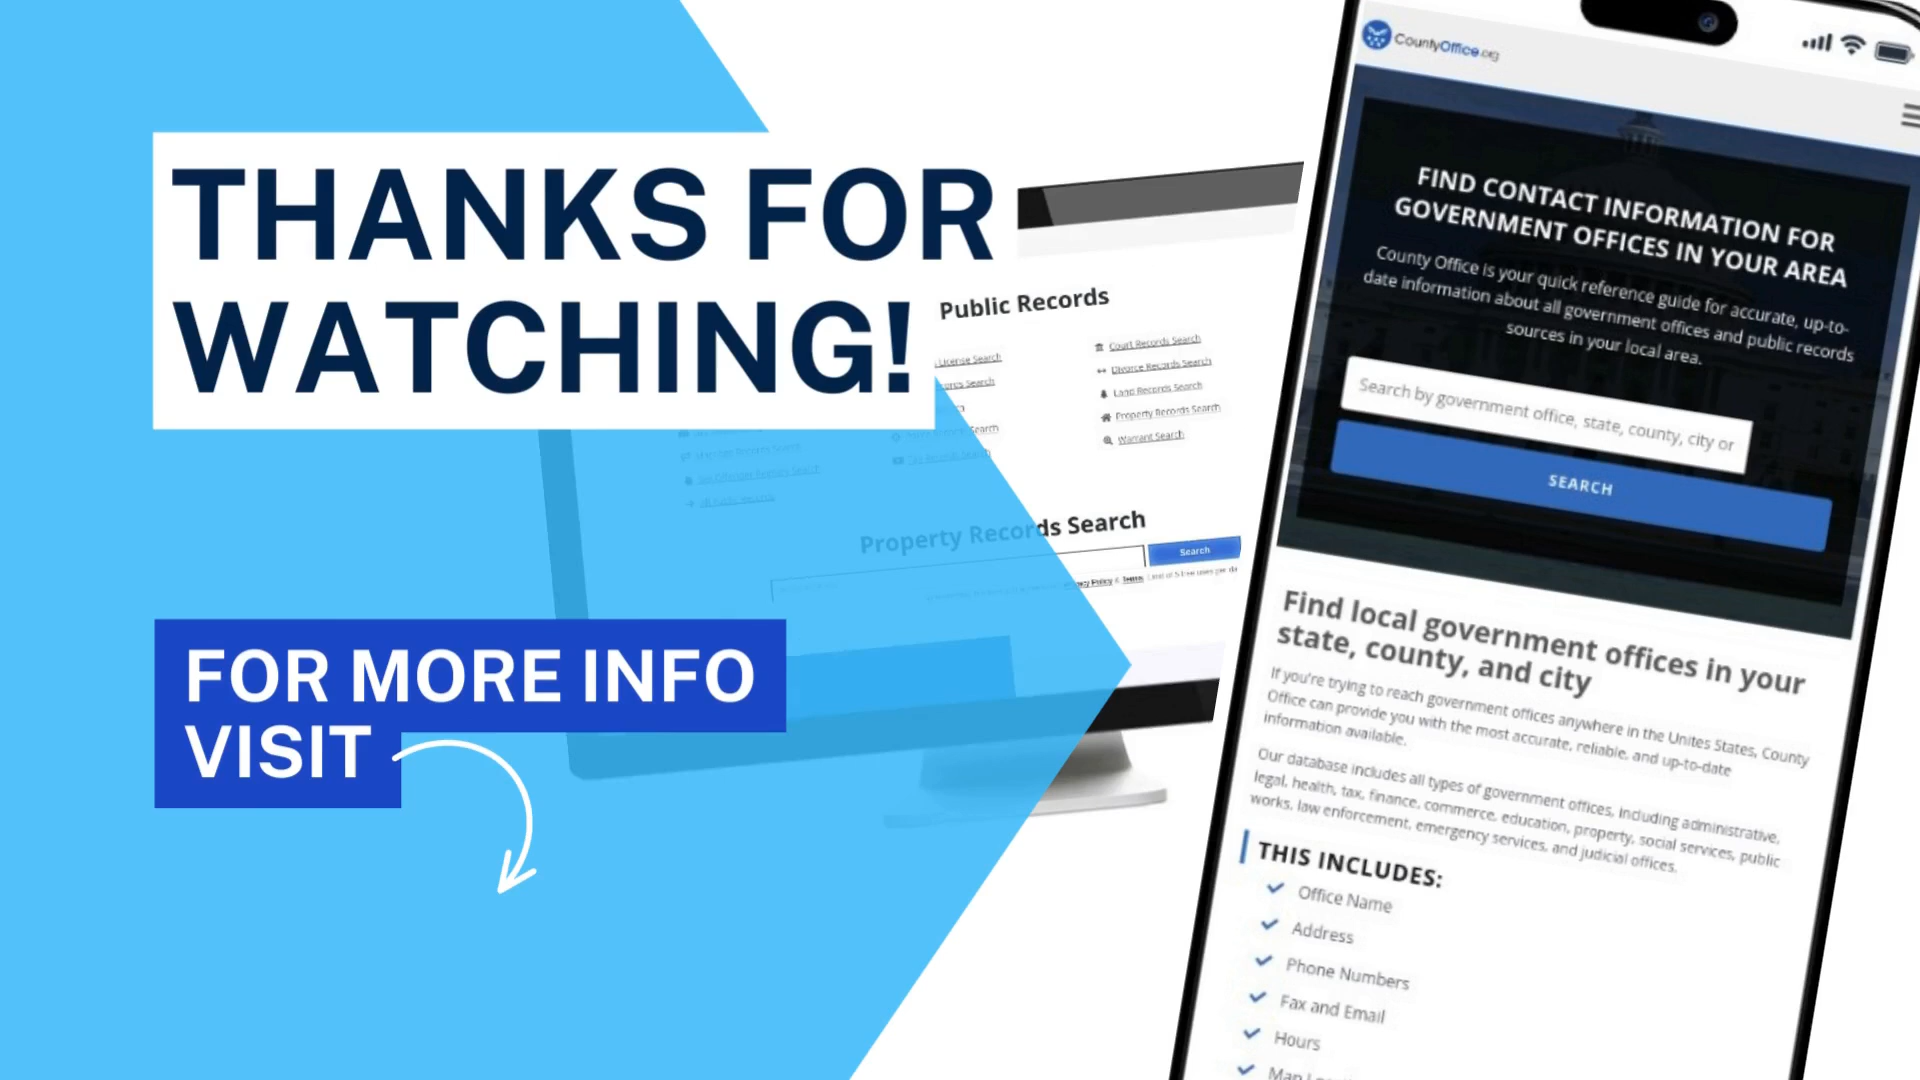 THANKS FOR
WATCHING!
FOR MORE INFO
VISIT
Public Records
License Search
Search
Search
Court Records Search
Divorce Records Search
Land Records Search
Property Records Search
Warrant Search
Property Records Search
Search
CountyOffice.org
FIND CONTACT INFORMATION FOR
GOVERNMENT OFFICES IN YOUR AREA
County Office is your quick reference guide for accurate, up-to-
date information about all government offices and public records
sources in your local area.
Search by government office, state, county, city or
SEARCH
Find local government offices in your
state, county, and city
If you're trying to reach government offices anywhere in the Unites States, County
Office can provide you with the most accurate, reliable, and up-to-date
information available.
Our database includes all types of government offices, including administrative,
legal, health, tax, finance, commerce, education, property, social services, public
works, law enforcement, emergency services, and judicial offices.
THIS INCLUDES:
Office Name
Address
Phone Numbers
Fax and Email
Hours